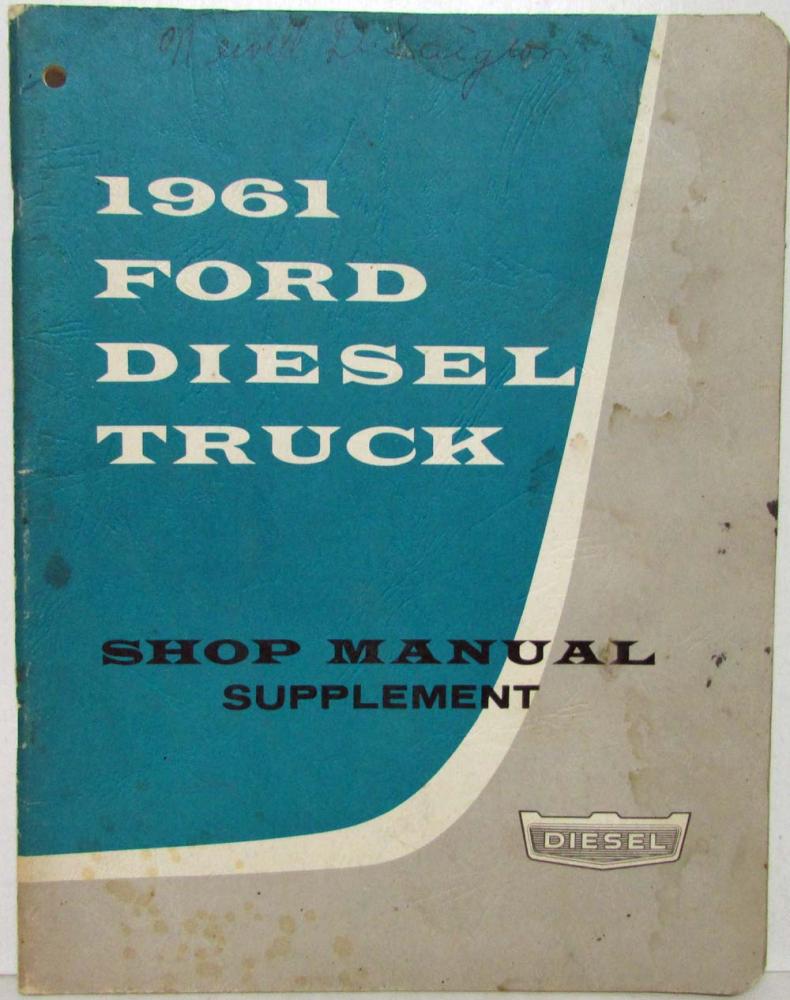 1961
FORD
DIESEL
TRUCK
SHOP MANUAL
SUPPLEMENT
DIESEL